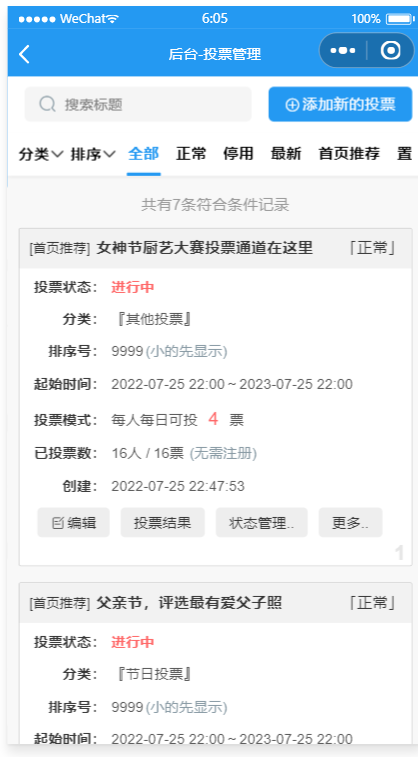 WeChat 6:05 100%
后台-投票管理
搜索标题 添加新的投票
分类 排序 全部 正常 停用 最新 首页推荐 置
共有7条符合条件记录
[首页推荐] 女神节厨艺大赛投票通道在这里 「正常」
投票状态: 进行中
分类: 『其他投票』
排序号: 9999 (小的先显示)
起始时间: 2022-07-25 22:00 ~ 2023-07-25 22:00
投票模式: 每人每日可投 4 票
已投票数: 16人 / 16票 (无需注册)
创建: 2022-07-25 22:47:53
编辑 投票结果 状态管理.. 更多..
1
[首页推荐] 父亲节，评选最有爱父子照 「正常」
投票状态: 进行中
分类: 『节日投票』
排序号: 9999 (小的先显示)
起始时间: 2022-07-25 22:00 ~ 2023-07-25 22:00